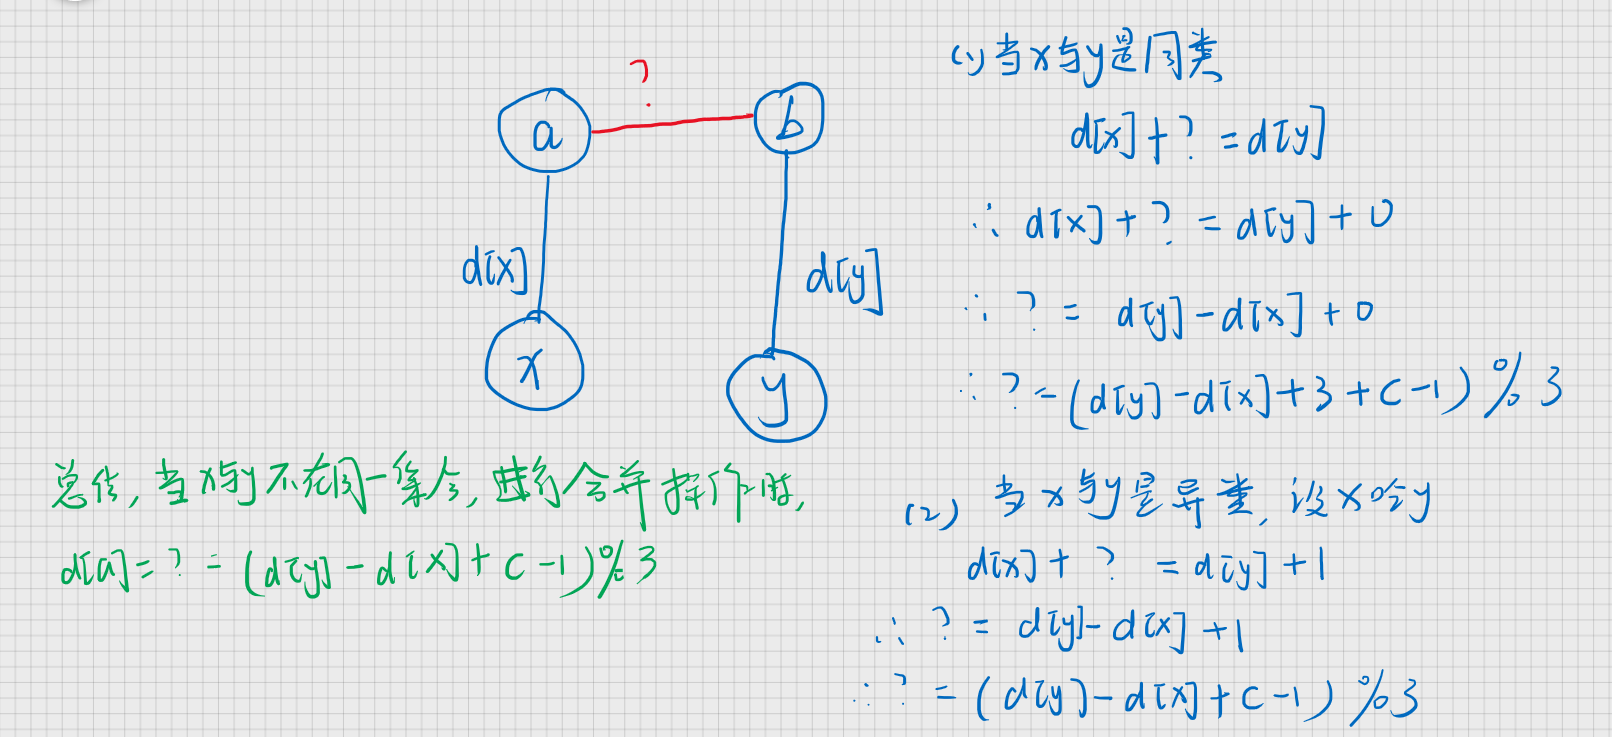 ?
a
b
d[x]
d[y]
x
y
(1)当x与y是同类
d[x]+?=d[y]
∴ d[x]+?=d[y]+0
∴ ?= d[y]-d[x]+0
∴ ?=(d[y]-d[x]+3+c-1)%3
(2) 当x与y是异类,设x吃y
d[x]+?=d[y]+1
∴ ?= d[y]-d[x]+1
∴ ?=(d[y]-d[x]+c-1)%3
总结,当x与y不在同一集合,进行合并操作时,
d[a]=?=(d[y]-d[x]+c-1)%3